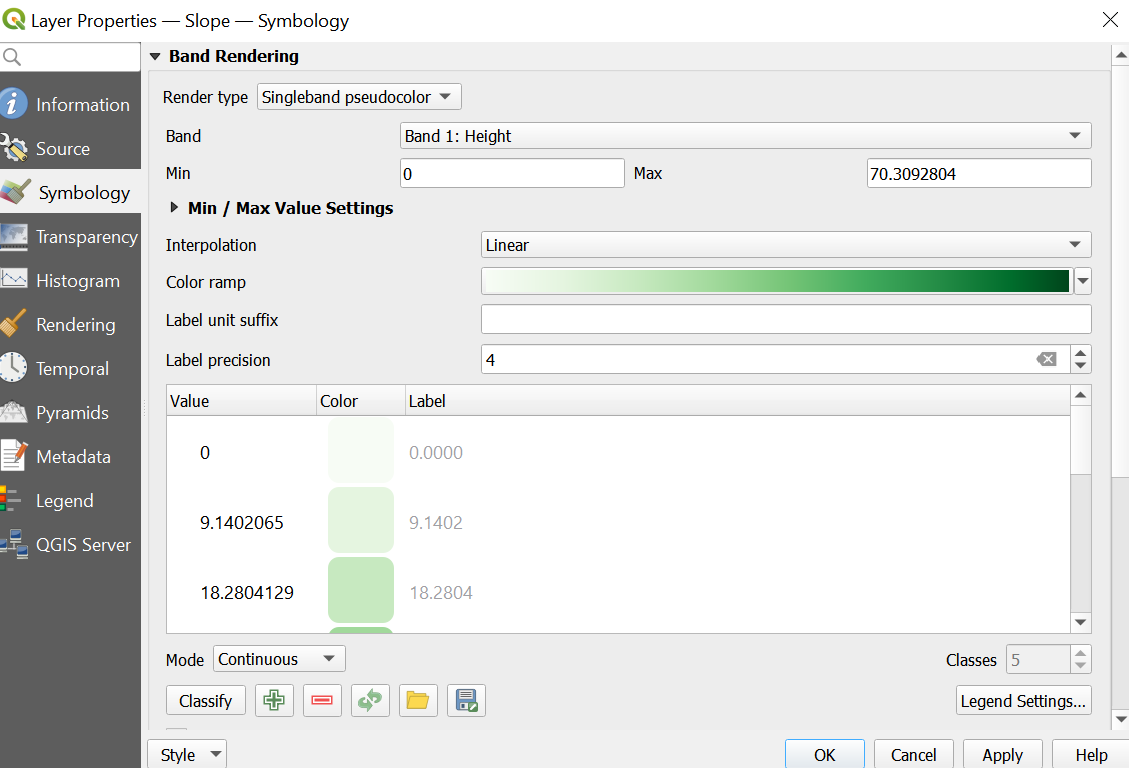 Layer Properties — Slope — Symbology
Information
Source
Symbology
Transparency
Histogram
Rendering
Temporal
Pyramids
Metadata
Legend
QGIS Server
Band Rendering
Render type Singleband pseudocolor
Band Band 1: Height
Min 0 Max 70.3092804
Min / Max Value Settings
Interpolation Linear
Color ramp
Label unit suffix
Label precision 4
Value Color Label
0 0.0000
9.1402065 9.1402
18.2804129 18.2804
Mode Continuous Classes 5
Classify Legend Settings...
Style OK Cancel Apply Help